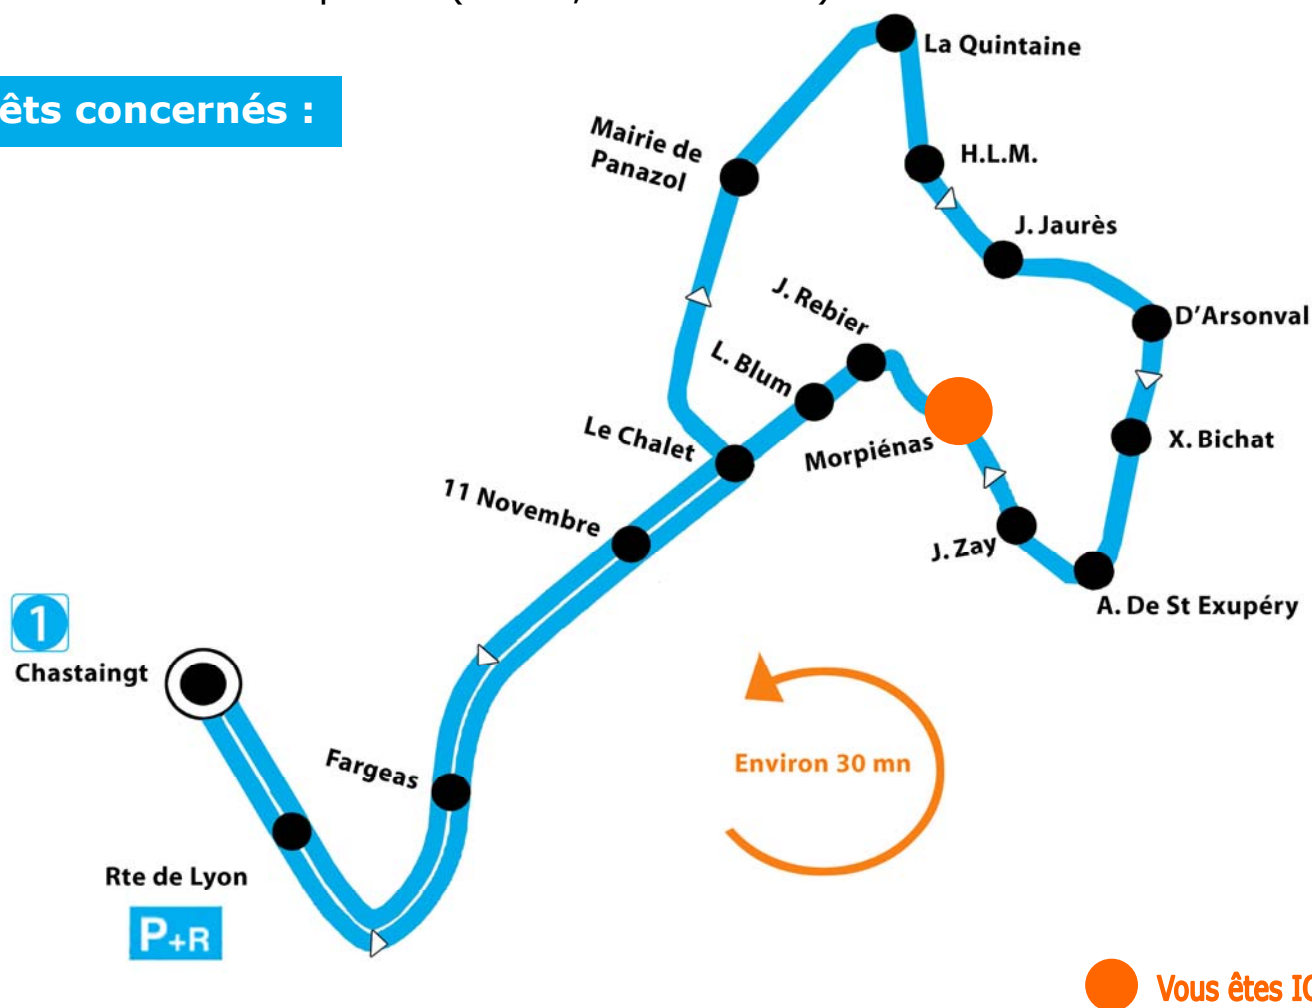 êts concernés :
La Quintaine
Mairie de
Panazol
H.L.M.
J. Jaurès
J. Rebier
D'Arsonval
L. Blum
Le Chalet
Morpiénas
X. Bichat
11 Novembre
J. Zay
A. De St Exupéry
1
Chastaingt
Fargeas
Environ 30 mn
Rte de Lyon
P+R
Vous êtes IC